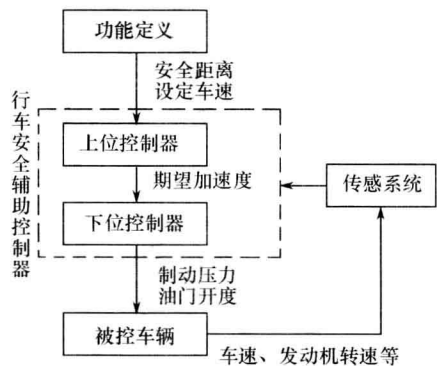 功能定义
安全距离
设定车速
行车安全辅助控制器
上位控制器
期望加速度
传感系统
下位控制器
制动压力
油门开度
被控车辆
车速、发动机转速等